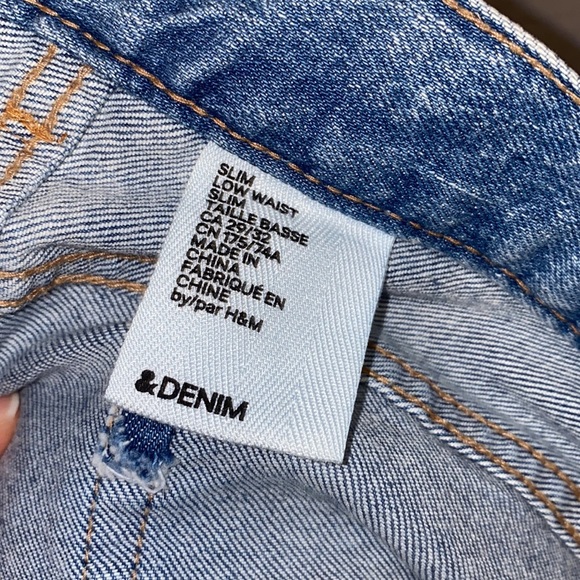 SLIM
LOW WAIST
SLIM
TAILLE BASSE
CA 29/32
CN 175/74A
MADE IN
CHINA
FABRIQUÉ EN
CHINE
by/par H&M
&DENIM